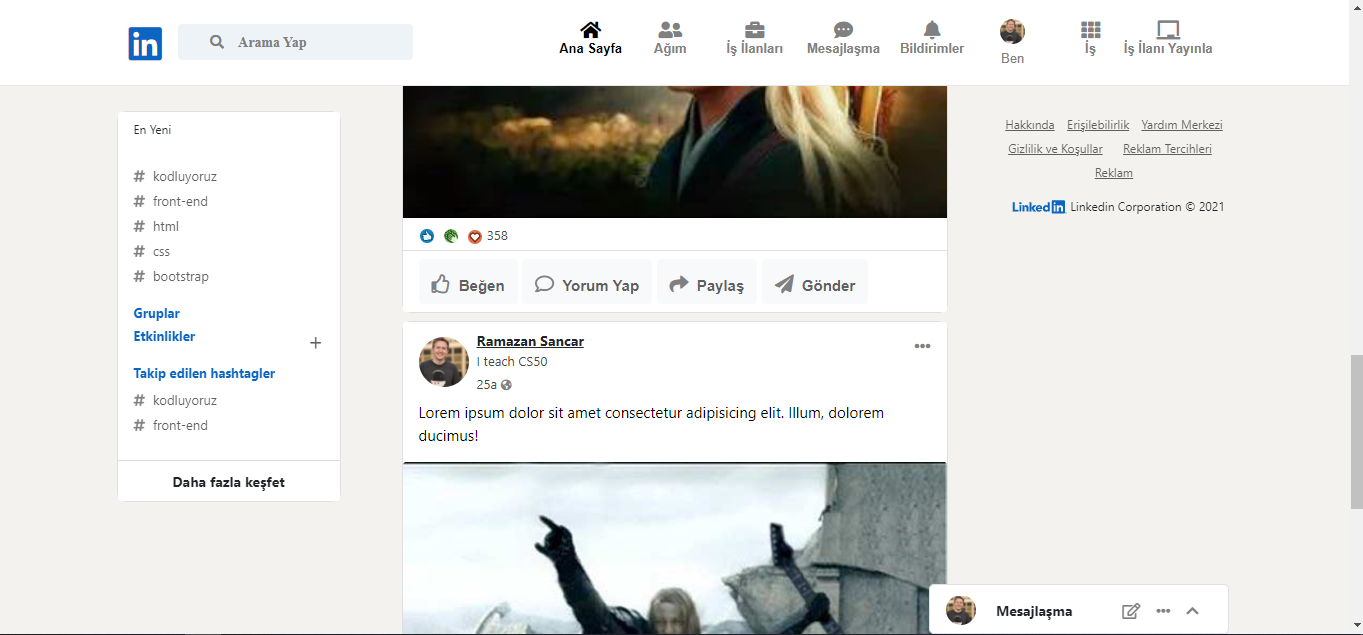 in
Arama Yap
Ana Sayfa
Ağım
İş İlanları
Mesajlaşma
Bildirimler
Ben
İş
İş İlanı Yayınla
En Yeni
# kodluyoruz
# front-end
# html
# css
# bootstrap
Gruplar
Etkinlikler
+
Takip edilen hashtagler
# kodluyoruz
# front-end
Daha fazla keşfet
358
Beğen
Yorum Yap
Paylaş
Gönder
Ramazan Sancar
I teach CS50
25a
Lorem ipsum dolor sit amet consectetur adipisicing elit. Illum, dolorem
ducimus!
Hakkında Erişilebilirlik Yardım Merkezi
Gizlilik ve Koşullar Reklam Tercihleri
Reklam
Linked in Linkedin Corporation © 2021
Mesajlaşma